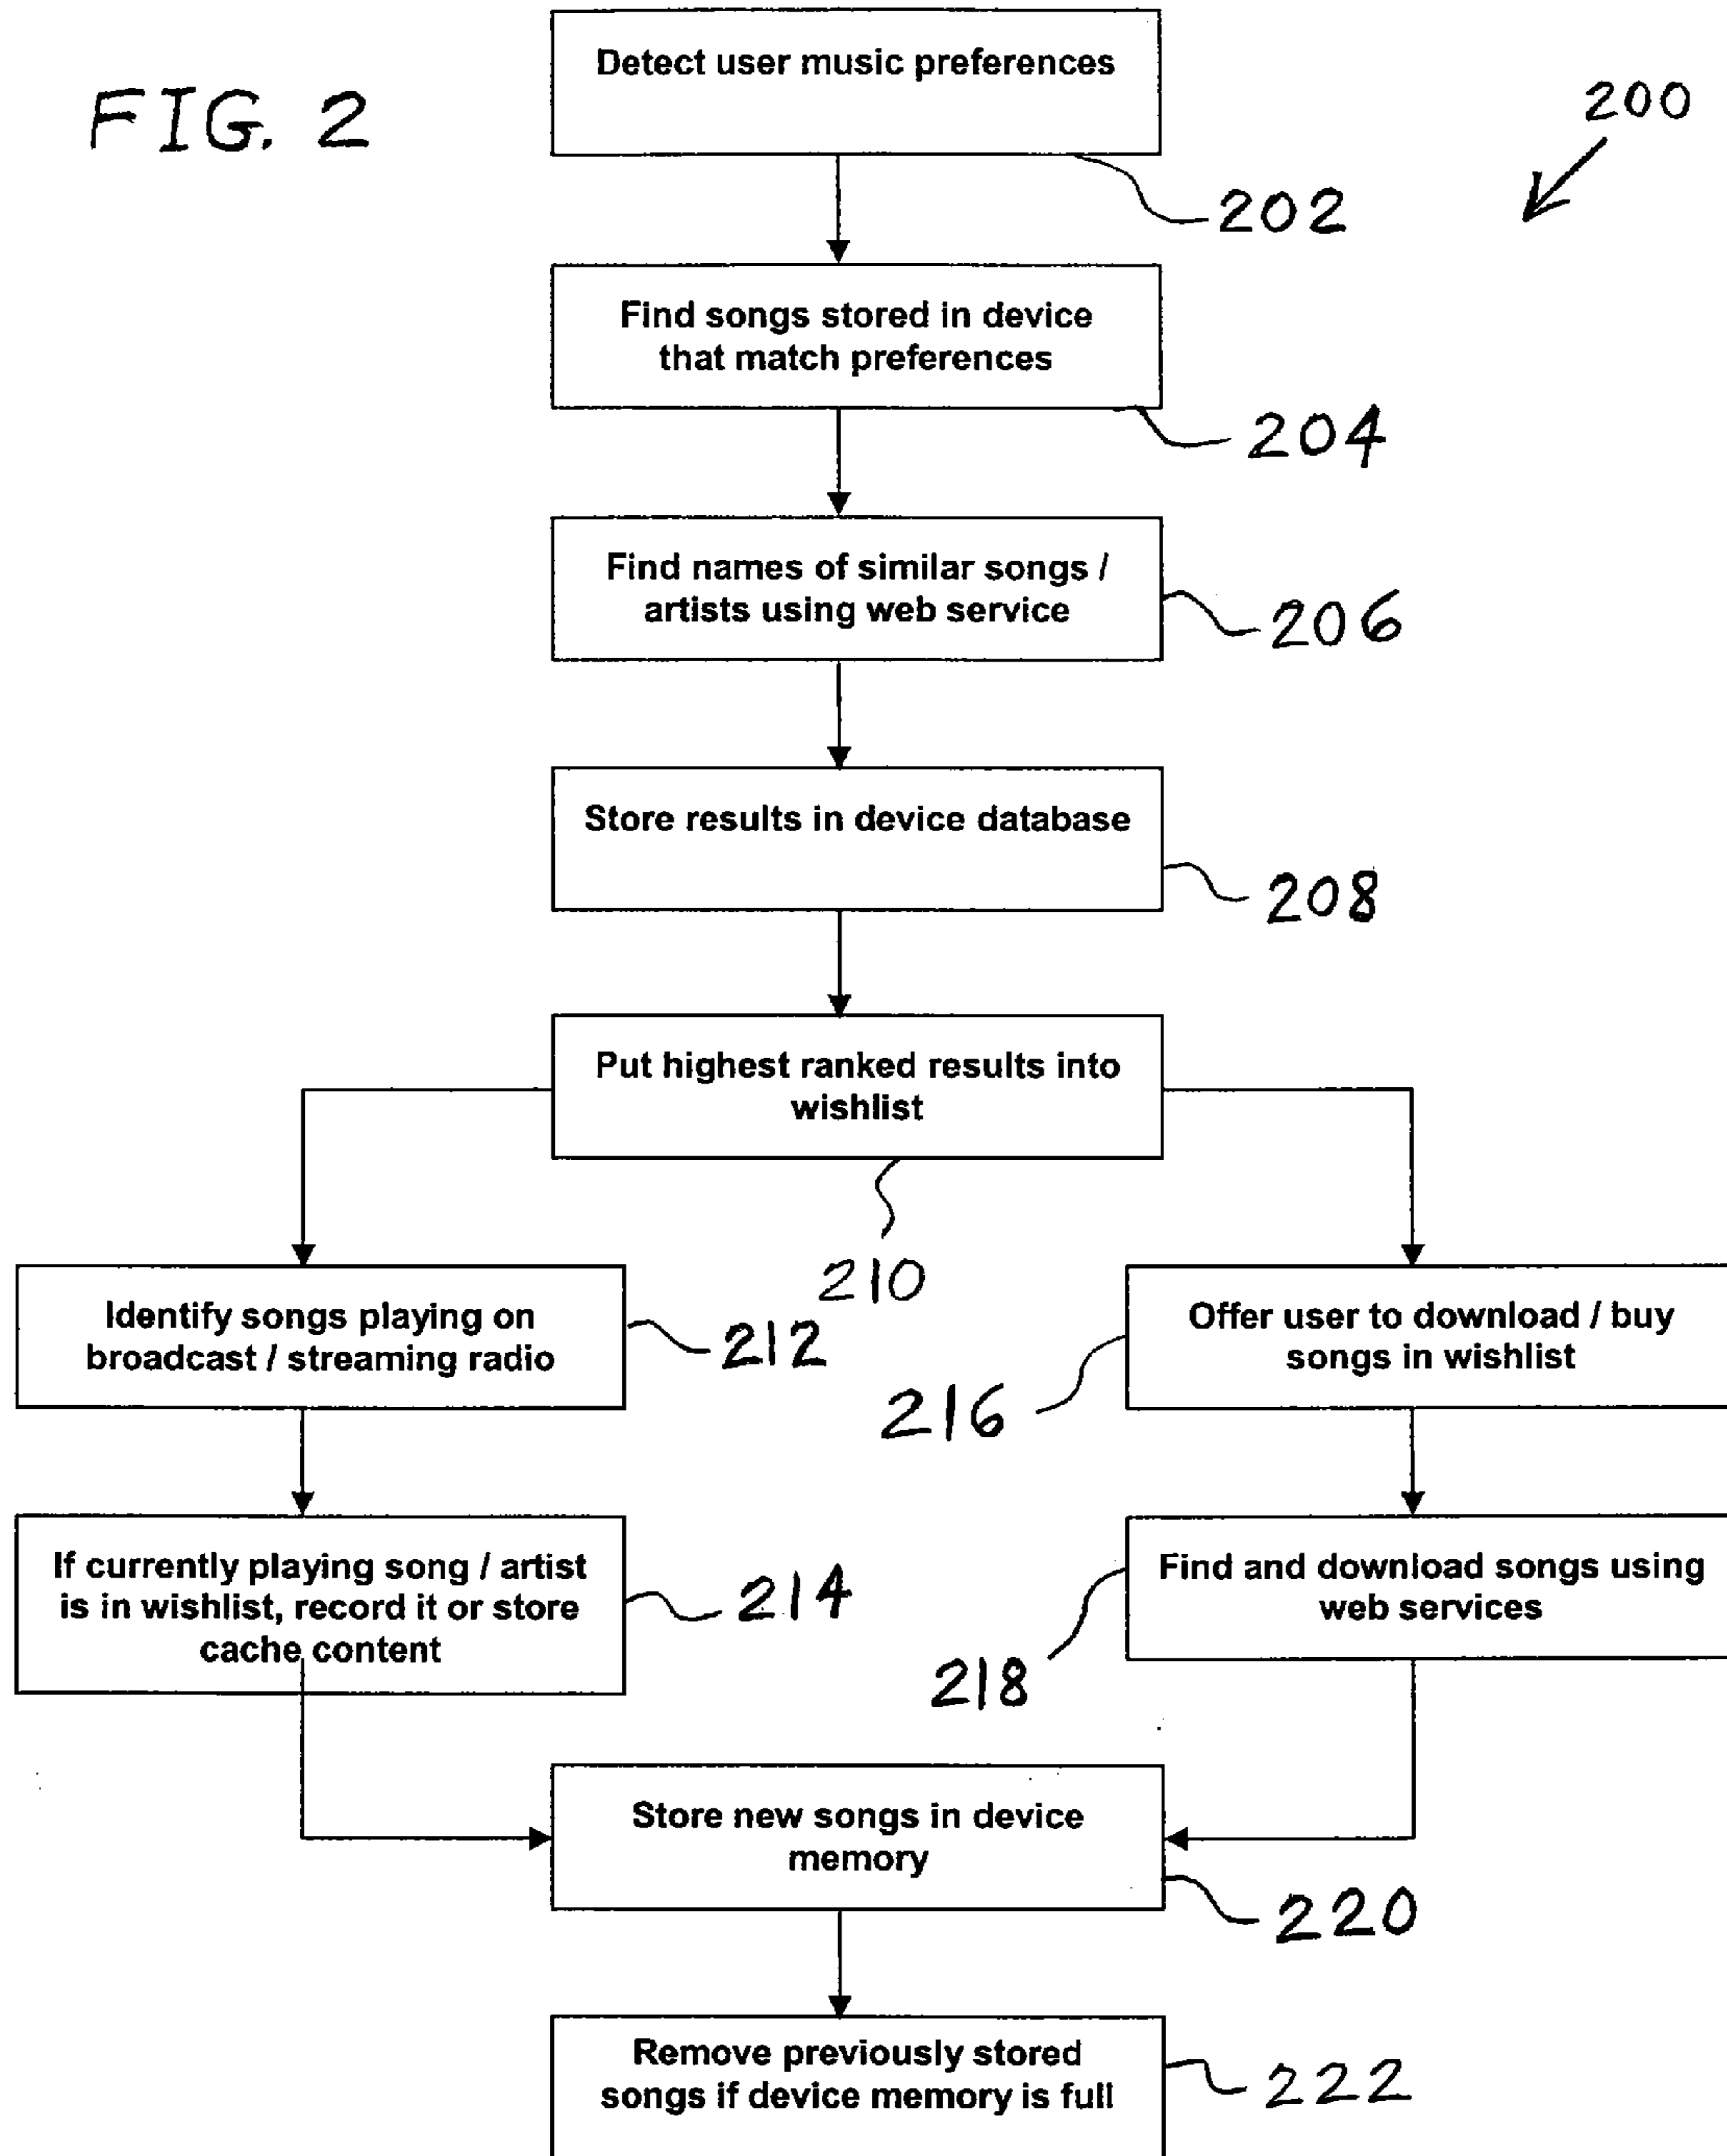 FIG. 2
200
Detect user music preferences
202
Find songs stored in device
that match preferences
204
Find names of similar songs /
artists using web service
206
Store results in device database
208
Put highest ranked results into
wishlist
210
Identify songs playing on
broadcast / streaming radio
212
Offer user to download / buy
songs in wishlist
216
If currently playing song / artist
is in wishlist, record it or store
cache content
214
Find and download songs using
web services
218
Store new songs in device
memory
220
Remove previously stored
songs if device memory is full
222